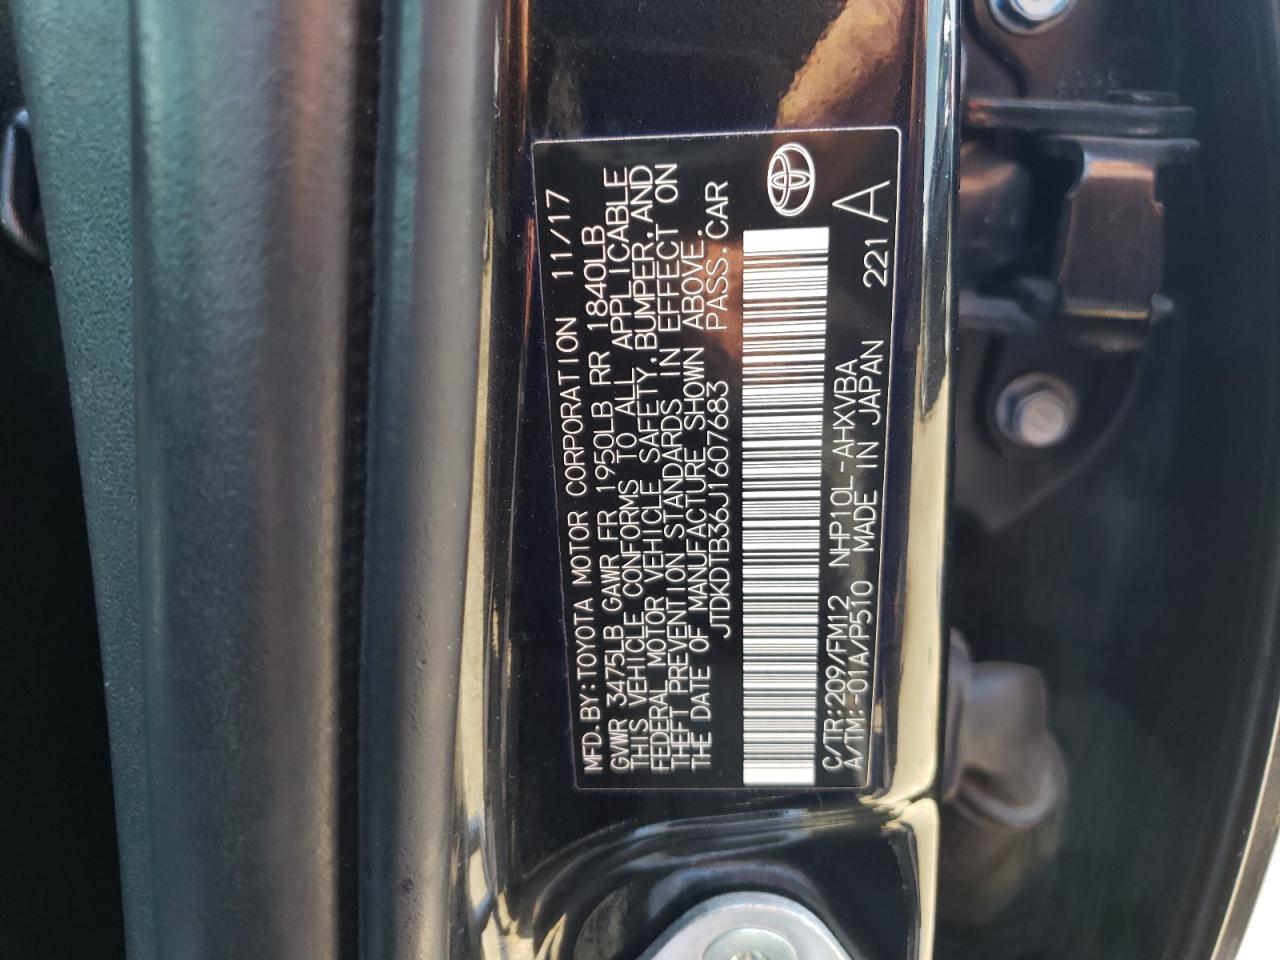 MFD.BY:TOYOTA MOTOR CORPORATION 11/17
GVWR 3475LB GAWR FR 1950LB RR 1840LB
THIS VEHICLE CONFORMS TO ALL APPLICABLE
FEDERAL MOTOR VEHICLE SAFETY,BUMPER,AND
THEFT PREVENTION STANDARDS IN EFFECT ON
THE DATE OF MANUFACTURE SHOWN ABOVE.
JTDKDTB36J1607683 PASS.CAR
C/TR:209/FM12 NHP10L-AHXVBA
A/TM:-01A/P510 MADE IN JAPAN 221 A